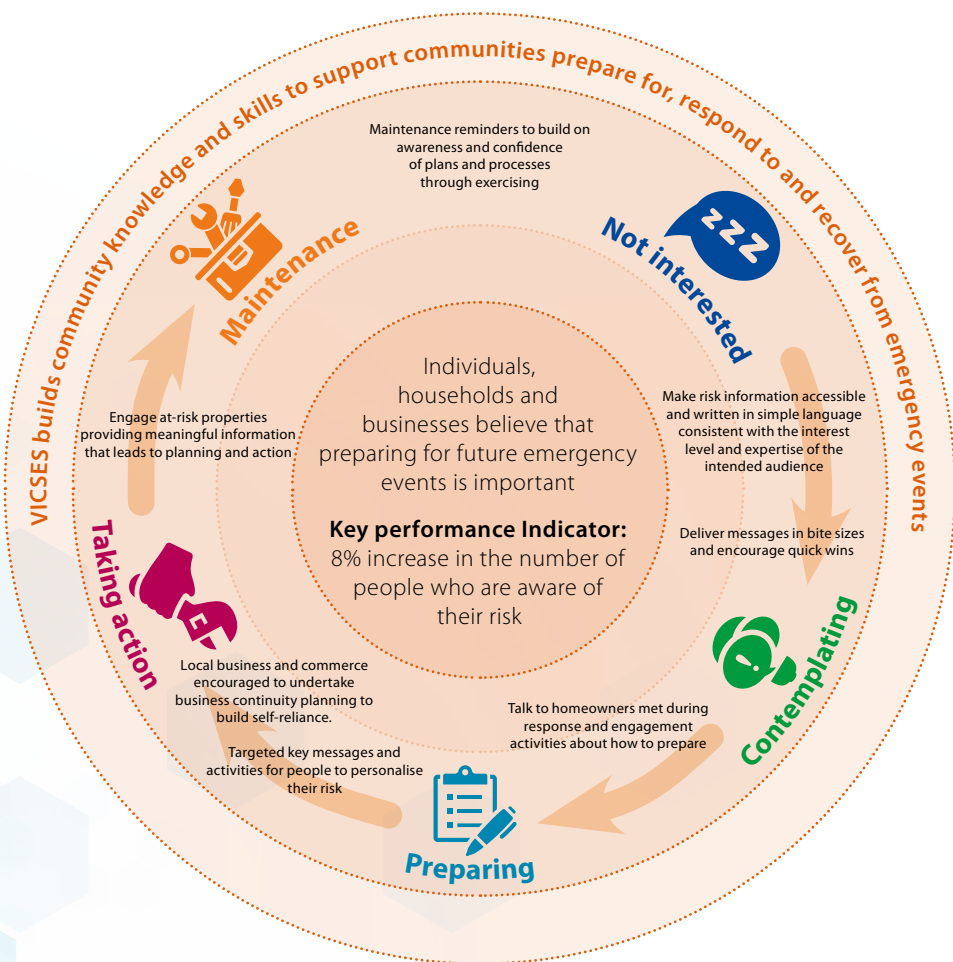 VICSES builds community knowledge and skills to support communities prepare for, respond to and recover from emergency events
Maintenance reminders to build on
awareness and confidence
of plans and processes
through exercising
zzz
Not interested
Make risk information accessible
and written in simple language
consistent with the interest
level and expertise of the
intended audience
Deliver messages in bite sizes
and encourage quick wins
Contemplating
Talk to homeowners met during
response and engagement
activities about how to prepare
Preparing
Targeted key messages and
activities for people to personalise
their risk
Local business and commerce
encouraged to undertake
business continuity planning to
build self-reliance.
Taking action
Engage at-risk properties
providing meaningful information
that leads to planning and action
Maintenance
Individuals,
households and
businesses believe that
preparing for future emergency
events is important
Key performance Indicator:
8% increase in the number of
people who are aware of
their risk